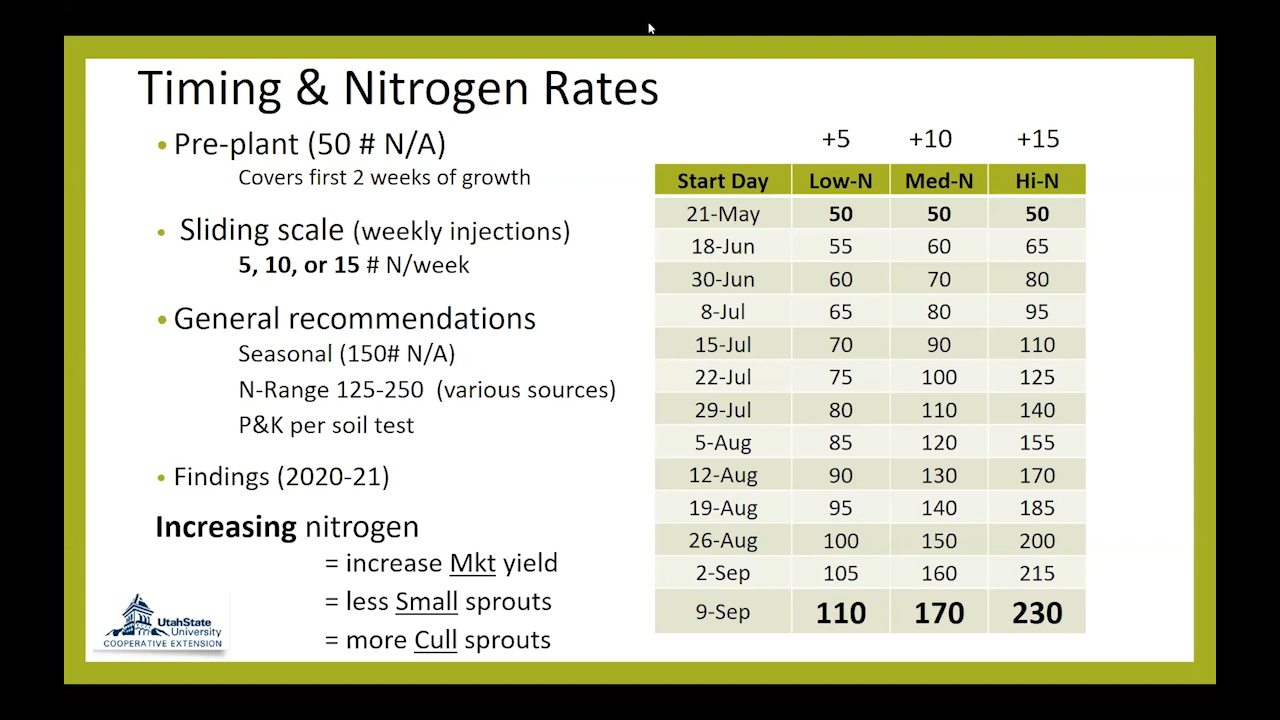 Timing & Nitrogen Rates
• Pre-plant (50 # N/A)
Covers first 2 weeks of growth
• Sliding scale (weekly injections)
5, 10, or 15 # N/week
• General recommendations
Seasonal (150# N/A)
N-Range 125-250 (various sources)
P&K per soil test
• Findings (2020-21)
Increasing nitrogen
= increase Mkt yield
= less Small sprouts
= more Cull sprouts
UtahState
University
COOPERATIVE EXTENSION
+5 +10 +15
Start Day Low-N Med-N Hi-N
21-May 50 50 50
18-Jun 55 60 65
30-Jun 60 70 80
8-Jul 65 80 95
15-Jul 70 90 110
22-Jul 75 100 125
29-Jul 80 110 140
5-Aug 85 120 155
12-Aug 90 130 170
19-Aug 95 140 185
26-Aug 100 150 200
2-Sep 105 160 215
9-Sep 110 170 230